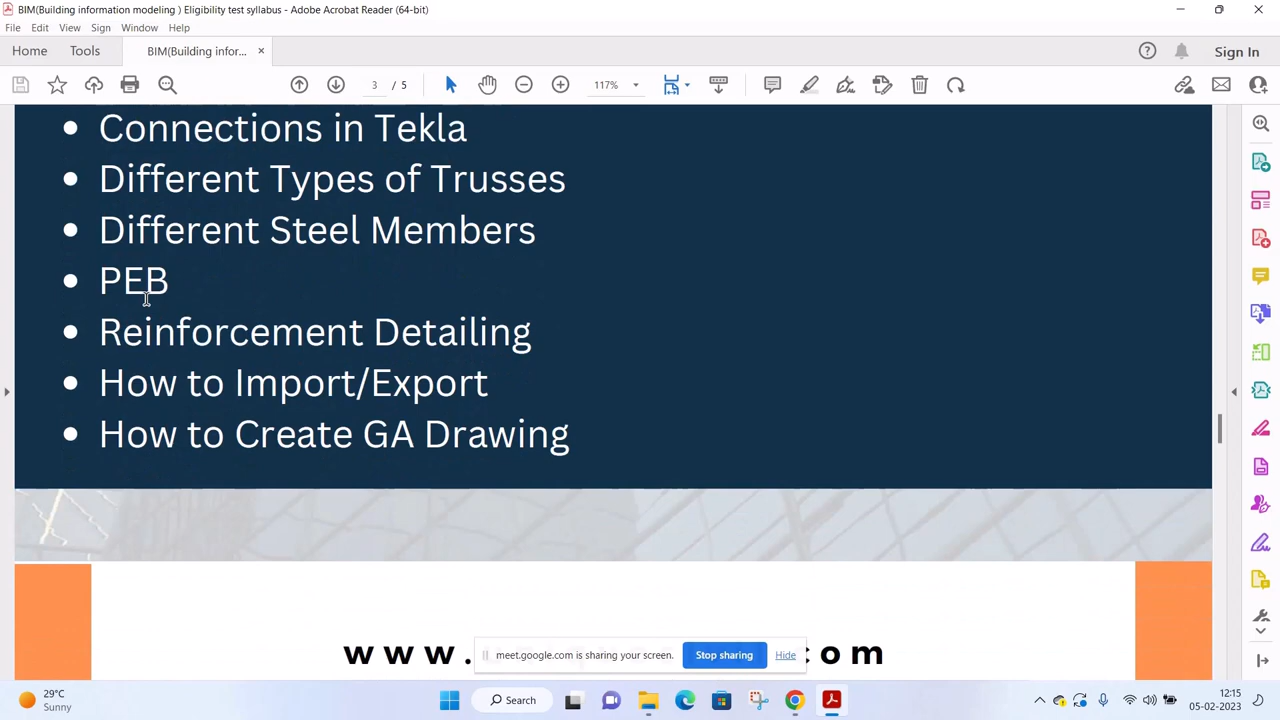 BIM(Building information modeling ) Eligibility test syllabus - Adobe Acrobat Reader (64-bit)
File Edit View Sign Window Help
Home Tools BIM(Building infor... × Sign In
3 / 5 117%
Connections in Tekla
Different Types of Trusses
Different Steel Members
PEB
Reinforcement Detailing
How to Import/Export
How to Create GA Drawing
www.
om
meet.google.com is sharing your screen. Stop sharing Hide
29°C
Sunny
Search
12:15
05-02-2023